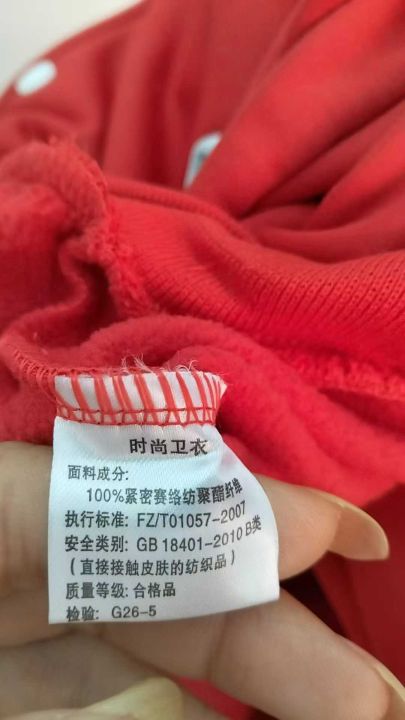 时尚卫衣
面料成分:
100%紧密赛络纺聚酯纤维
执行标准: FZ/T01057-2007
安全类别: GB 18401-2010 B类
(直接接触皮肤的纺织品)
质量等级: 合格品
检验: G26-5